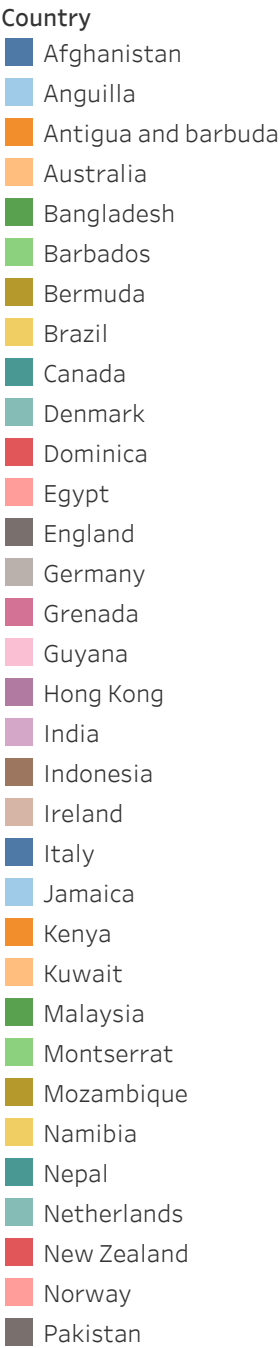 Country
Afghanistan
Anguilla
Antigua and barbuda
Australia
Bangladesh
Barbados
Bermuda
Brazil
Canada
Denmark
Dominica
Egypt
England
Germany
Grenada
Guyana
Hong Kong
India
Indonesia
Ireland
Italy
Jamaica
Kenya
Kuwait
Malaysia
Montserrat
Mozambique
Namibia
Nepal
Netherlands
New Zealand
Norway
Pakistan